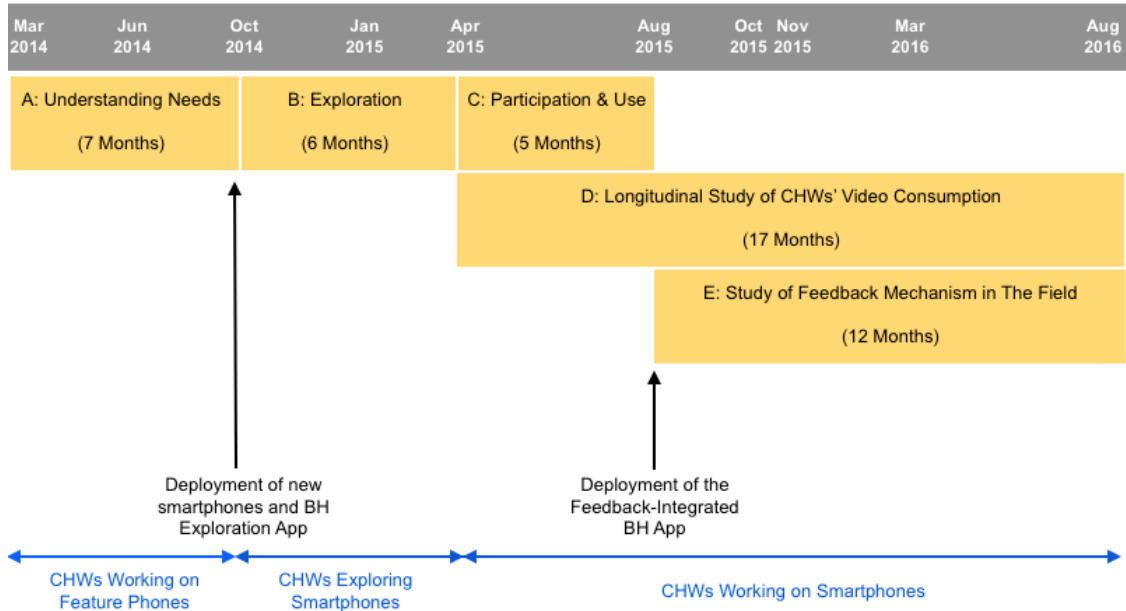 Mar Jun Oct Jan Apr Aug Oct Nov Mar Aug
2014 2014 2014 2015 2015 2015 2015 2015 2016 2016
A: Understanding Needs
(7 Months)
B: Exploration
(6 Months)
C: Participation & Use
(5 Months)
D: Longitudinal Study of CHWs' Video Consumption
(17 Months)
E: Study of Feedback Mechanism in The Field
(12 Months)
Deployment of new
smartphones and BH
Exploration App
Deployment of the
Feedback-Integrated
BH App
CHWs Working on
Feature Phones
CHWs Exploring
Smartphones
CHWs Working on Smartphones